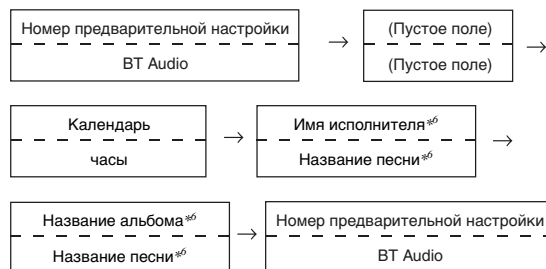 Номер предварительной настройки
BT Audio
(Пустое поле)
(Пустое поле)
Календарь
часы
Имя исполнителя*6
Название песни*6
Название альбома*6
Название песни*6
Номер предварительной настройки
BT Audio